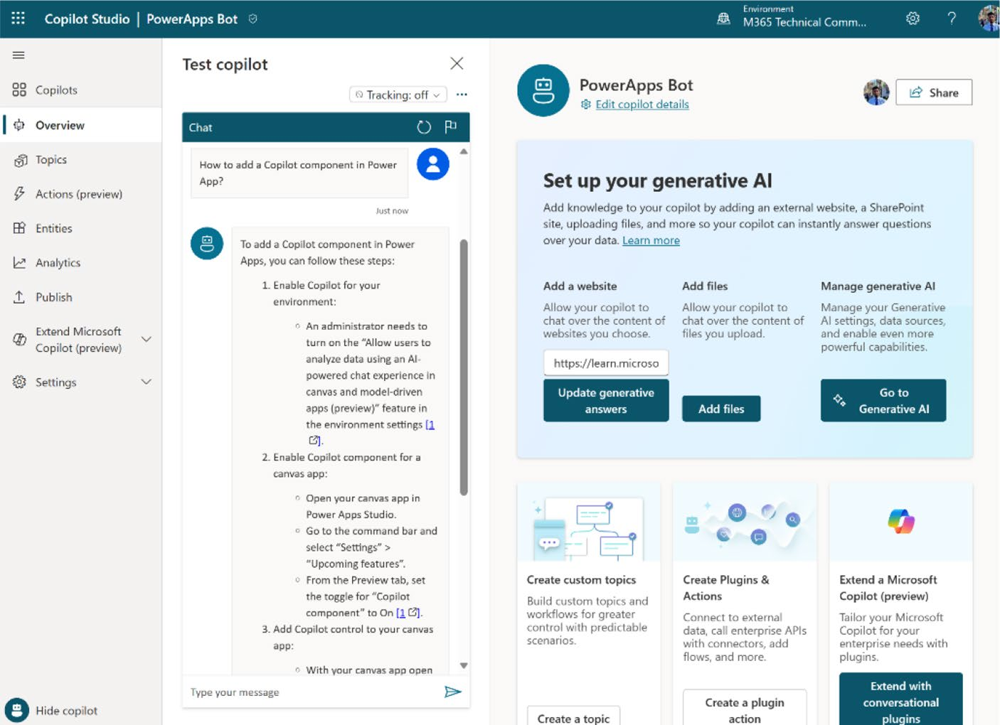 Copilot Studio | PowerApps Bot
Environment
M365 Technical Comm...
?
Copilots
Overview
Topics
Actions (preview)
Entities
Analytics
Publish
Extend Microsoft
Copilot (preview)
Settings
Hide copilot
Test copilot
Tracking: off
Chat
How to add a Copilot component in Power
App?
Just now
To add a Copilot component in Power
Apps, you can follow these steps:
1. Enable Copilot for your
environment:
An administrator needs to
turn on the “Allow users to
analyze data using an AI-
powered chat experience in
canvas and model-driven
apps (preview)” feature in
the environment settings [1
].
2. Enable Copilot component for a
canvas app:
Open your canvas app in
Power Apps Studio.
Go to the command bar and
select “Settings” >
“Upcoming features”.
From the Preview tab, set
the toggle for “Copilot
component” to On [1 ].
3. Add Copilot control to your canvas
app:
With your canvas app open
Type your message
PowerApps Bot
Edit copilot details
Share
Set up your generative AI
Add knowledge to your copilot by adding an external website, a SharePoint
site, uploading files, and more so your copilot can instantly answer questions
over your data. Learn more
Add a website
Allow your copilot to
chat over the content of
websites you choose.
https://learn.microso
Update generative
answers
Add files
Allow your copilot to
chat over the content of
files you upload.
Add files
Manage generative AI
Manage your Generative
AI settings, data sources,
and enable even more
powerful capabilities.
Go to
Generative AI
Create custom topics
Build custom topics and
workflows for greater
control with predictable
scenarios.
Create a topic
Create Plugins &
Actions
Connect to external
data, call enterprise APIs
with connectors, add
flows, and more.
Create a plugin
action
Extend a Microsoft
Copilot (preview)
Tailor your Microsoft
Copilot for your
enterprise needs with
plugins.
Extend with
conversational
plugins